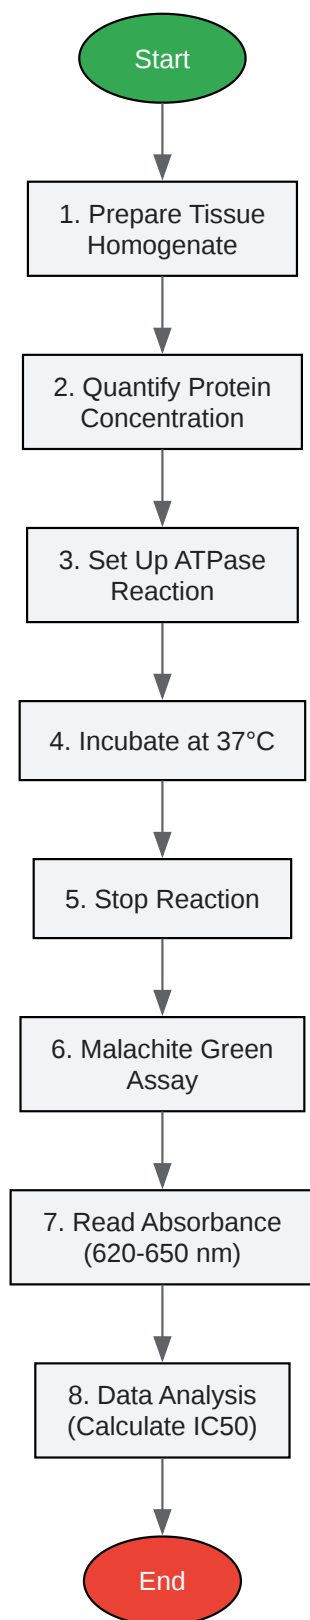 Start
1. Prepare Tissue
Homogenate
2. Quantify Protein
Concentration
3. Set Up ATPase
Reaction
4. Incubate at 37°C
5. Stop Reaction
6. Malachite Green
Assay
7. Read Absorbance
(620-650 nm)
8. Data Analysis
(Calculate IC50)
End